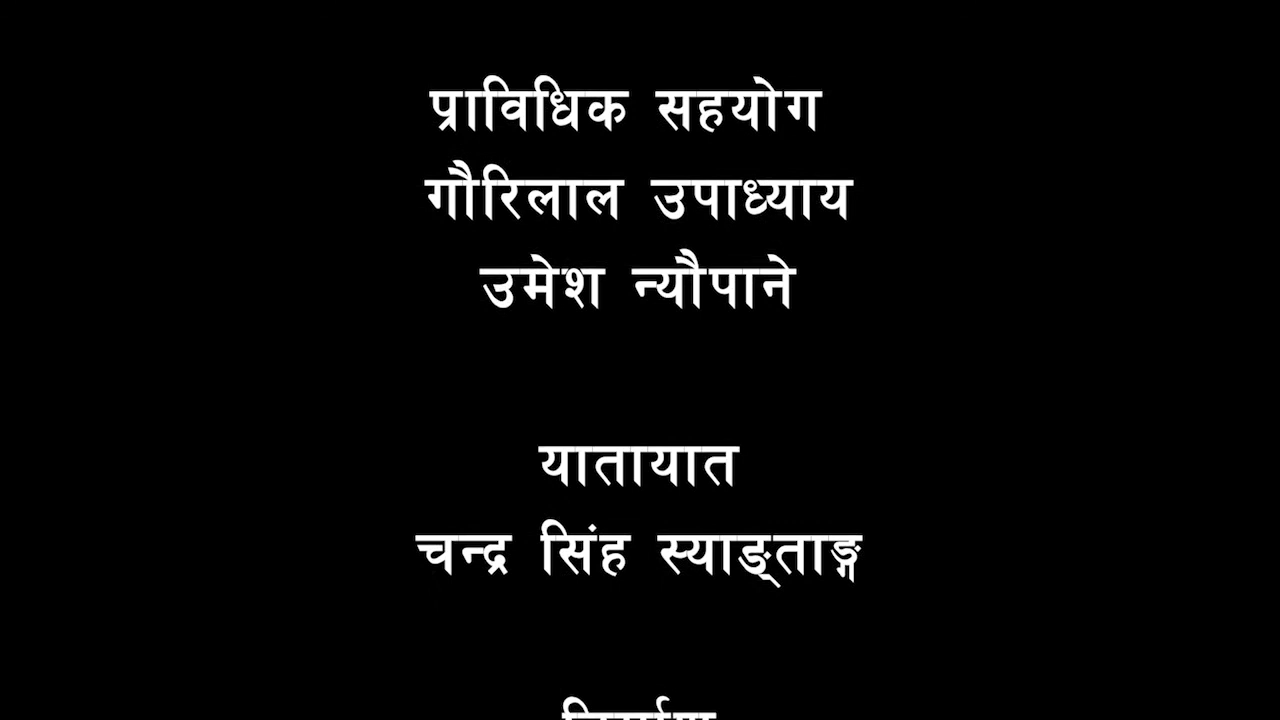 प्राविधिक सहयोग
गौरिलाल उपाध्याय
उमेश न्यौपाने
यातायात
चन्द्र सिंह स्याङ्ताङ्ग